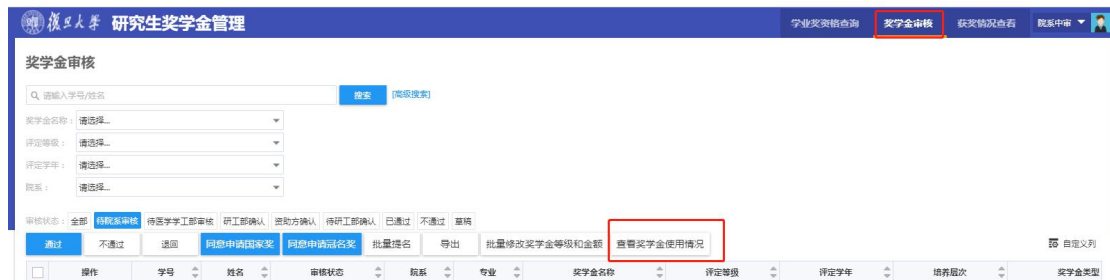 復旦大學 研究生奖学金管理 学业奖资格查询 奖学金审核 获奖情况查看 院系中审
奖学金审核
请输入学号/姓名 搜索 [高级搜索]
奖学金名称: 请选择...
评定等级: 请选择...
评定学年: 请选择...
院系: 请选择...
审核状态: 全部 待院系审核 待医学学工部审核 研工部确认 资助方确认 待研工部确认 已通过 不通过 草稿
通过 不通过 退回 同意申请国家奖 同意申请冠名奖 批量提名 导出 批量修改奖学金等级和金额 查看奖学金使用情况 自定义列
操作 学号 姓名 审核状态 院系 专业 奖学金名称 评定等级 评定学年 培养层次 奖学金类型